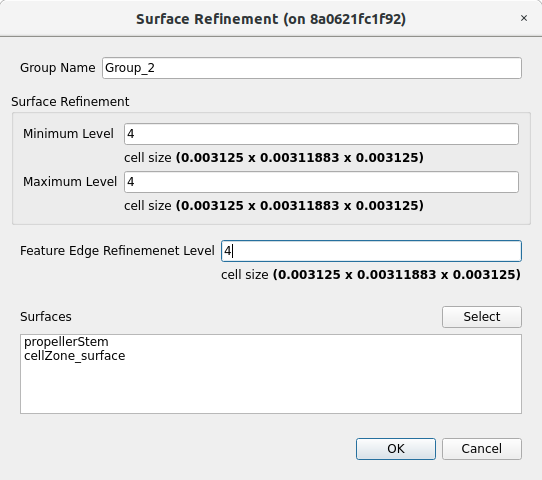 Surface Refinement (on 8a0621fc1f92)
×
Group Name Group_2
Surface Refinement
Minimum Level 4
cell size (0.003125 x 0.00311883 x 0.003125)
Maximum Level 4
cell size (0.003125 x 0.00311883 x 0.003125)
Feature Edge Refinemenet Level 4
cell size (0.003125 x 0.00311883 x 0.003125)
Surfaces Select
propellerStem
cellZone_surface
OK Cancel